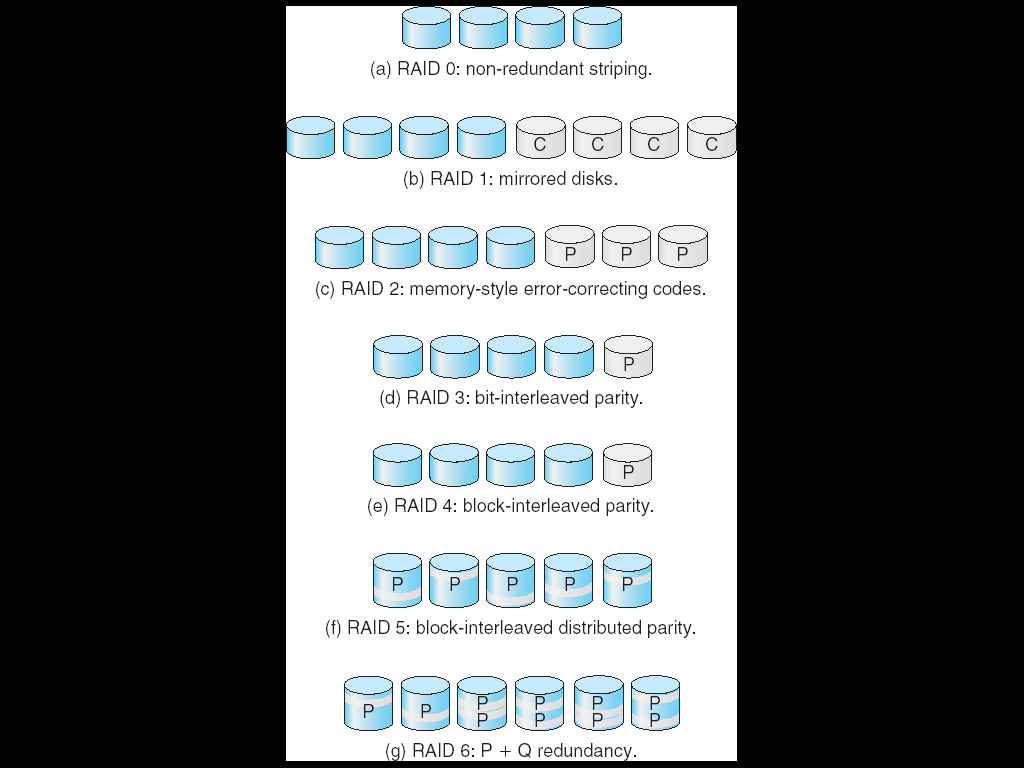 (a) RAID 0: non-redundant striping.
C C C C
(b) RAID 1: mirrored disks.
P P P
(c) RAID 2: memory-style error-correcting codes.
P
(d) RAID 3: bit-interleaved parity.
P
(e) RAID 4: block-interleaved parity.
P P P P P
(f) RAID 5: block-interleaved distributed parity.
P P P P
P P P P P P
(g) RAID 6: P + Q redundancy.